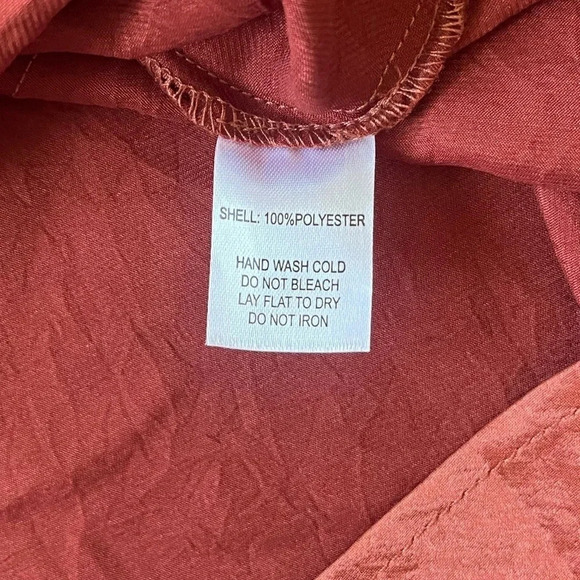 SHELL: 100%POLYESTER
HAND WASH COLD
DO NOT BLEACH
LAY FLAT TO DRY
DO NOT IRON